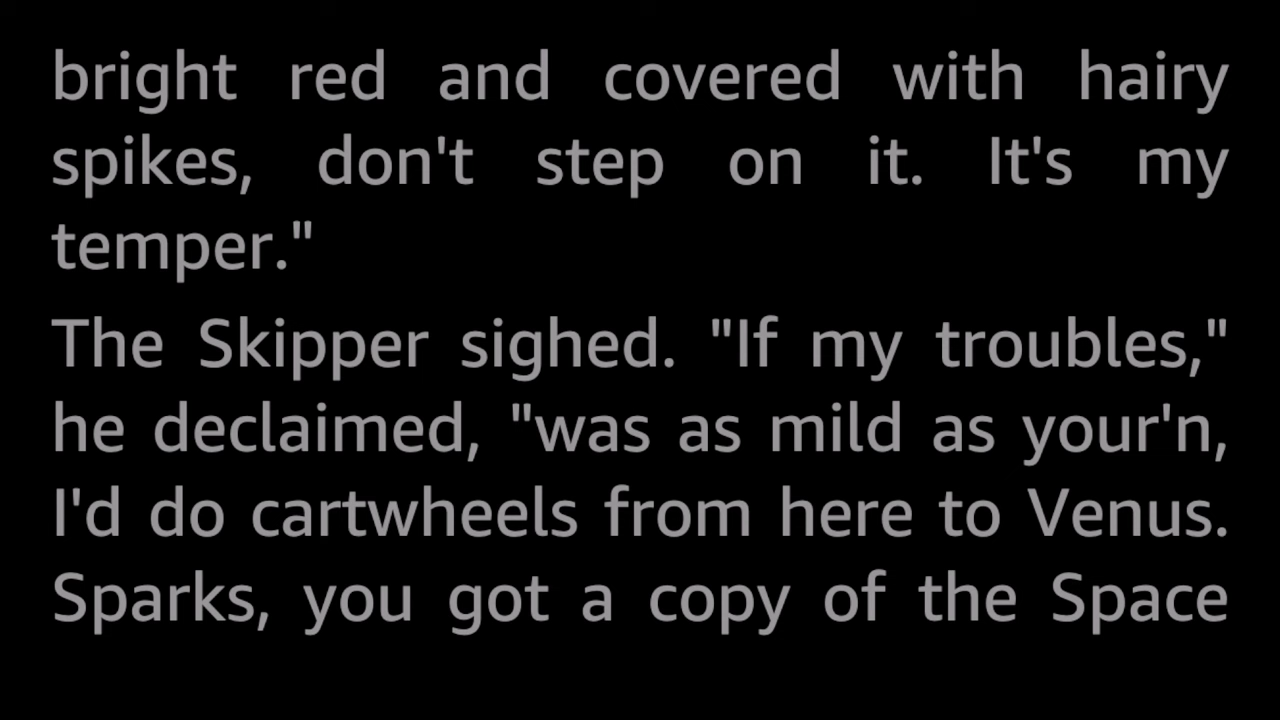 bright red and covered with hairy
spikes, don't step on it. It's my
temper."
The Skipper sighed. "If my troubles,"
he declaimed, "was as mild as your'n,
I'd do cartwheels from here to Venus.
Sparks, you got a copy of the Space